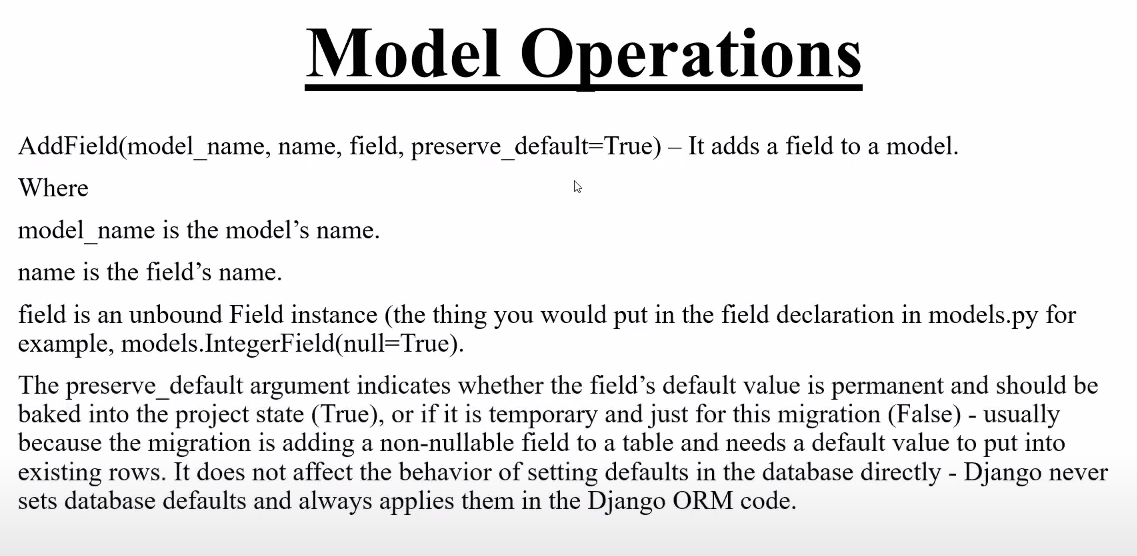 Model Operations
AddField(model_name, name, field, preserve_default=True) – It adds a field to a model.
Where
model_name is the model’s name.
name is the field’s name.
field is an unbound Field instance (the thing you would put in the field declaration in models.py for
example, models.IntegerField(null=True).
The preserve_default argument indicates whether the field’s default value is permanent and should be
baked into the project state (True), or if it is temporary and just for this migration (False) - usually
because the migration is adding a non-nullable field to a table and needs a default value to put into
existing rows. It does not affect the behavior of setting defaults in the database directly - Django never
sets database defaults and always applies them in the Django ORM code.